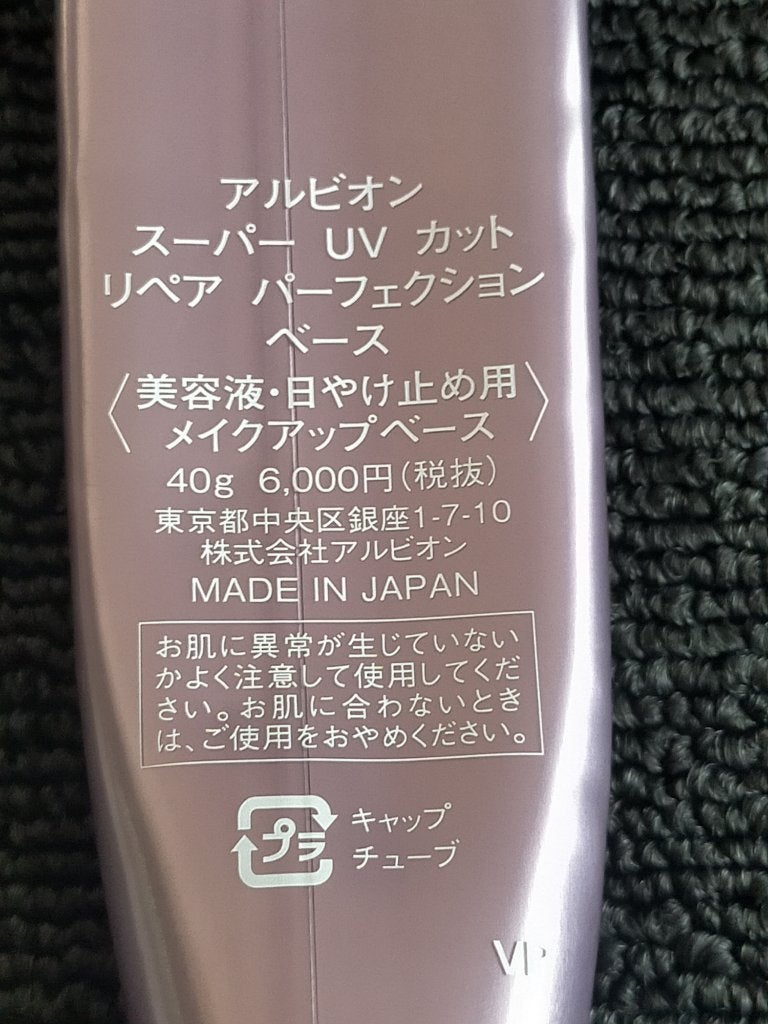 アルビオン
スーパー UV カット
リペア パーフェクション
ベース
〈美容液・日やけ止め用
メイクアップベース〉
40g 6,000円(税抜)
東京都中央区銀座1-7-10
株式会社アルビオン
MADE IN JAPAN
お肌に異常が生じていない
かよく注意して使用してくだ
さい。お肌に合わないとき
は、ご使用をおやめください。
プラ
キャップ
チューブ